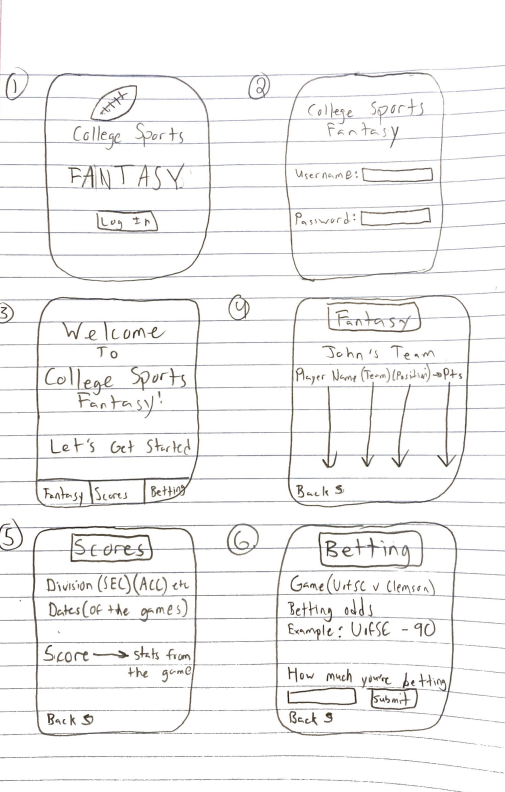 1
College Sports
FANTASY
Log In
2
College Sports
Fantasy
Username:
Password:
3
Welcome
To
College Sports
Fantasy!
Let's Get Started
Fantasy Scores Betting
4
Fantasy
John's Team
Player Name (Team) (Position) → Pts
Back
5
Scores
Division (SEC) (ACC) etc
Dates (Of the games)
Score → stats from
the game
Back
6
Betting
Game (UofSC v Clemson)
Betting odds
Example: UofSC - 90
How much you're betting
Submit
Back